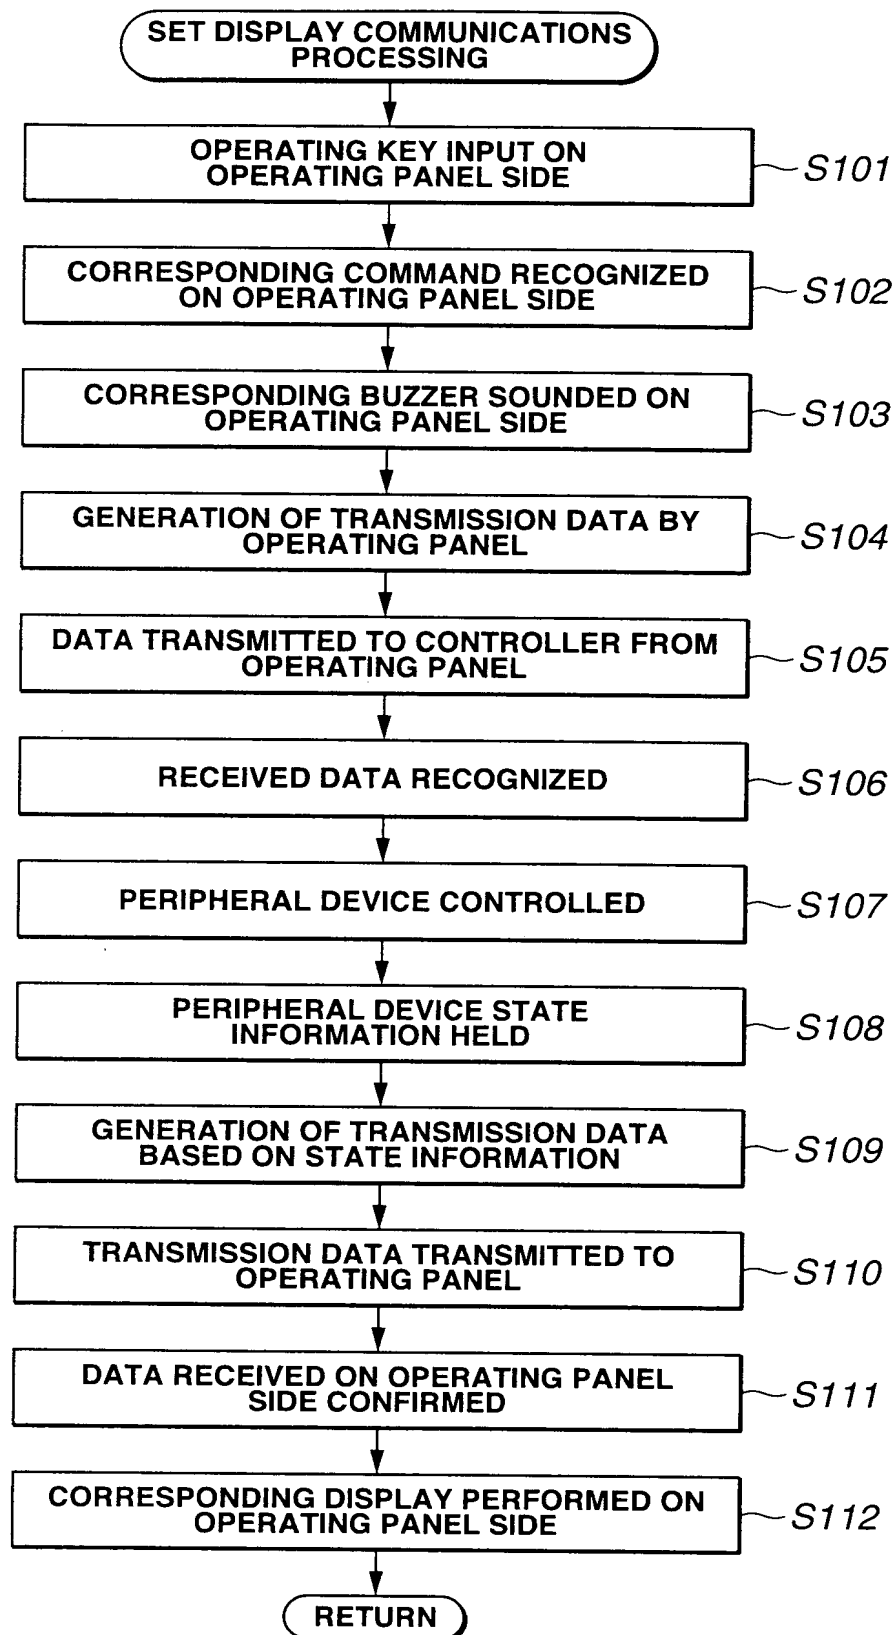 SET DISPLAY COMMUNICATIONS
PROCESSING
OPERATING KEY INPUT ON
OPERATING PANEL SIDE
S101
CORRESPONDING COMMAND RECOGNIZED
ON OPERATING PANEL SIDE
S102
CORRESPONDING BUZZER SOUNDED ON
OPERATING PANEL SIDE
S103
GENERATION OF TRANSMISSION DATA BY
OPERATING PANEL
S104
DATA TRANSMITTED TO CONTROLLER FROM
OPERATING PANEL
S105
RECEIVED DATA RECOGNIZED
S106
PERIPHERAL DEVICE CONTROLLED
S107
PERIPHERAL DEVICE STATE
INFORMATION HELD
S108
GENERATION OF TRANSMISSION DATA
BASED ON STATE INFORMATION
S109
TRANSMISSION DATA TRANSMITTED TO
OPERATING PANEL
S110
DATA RECEIVED ON OPERATING PANEL
SIDE CONFIRMED
S111
CORRESPONDING DISPLAY PERFORMED ON
OPERATING PANEL SIDE
S112
RETURN